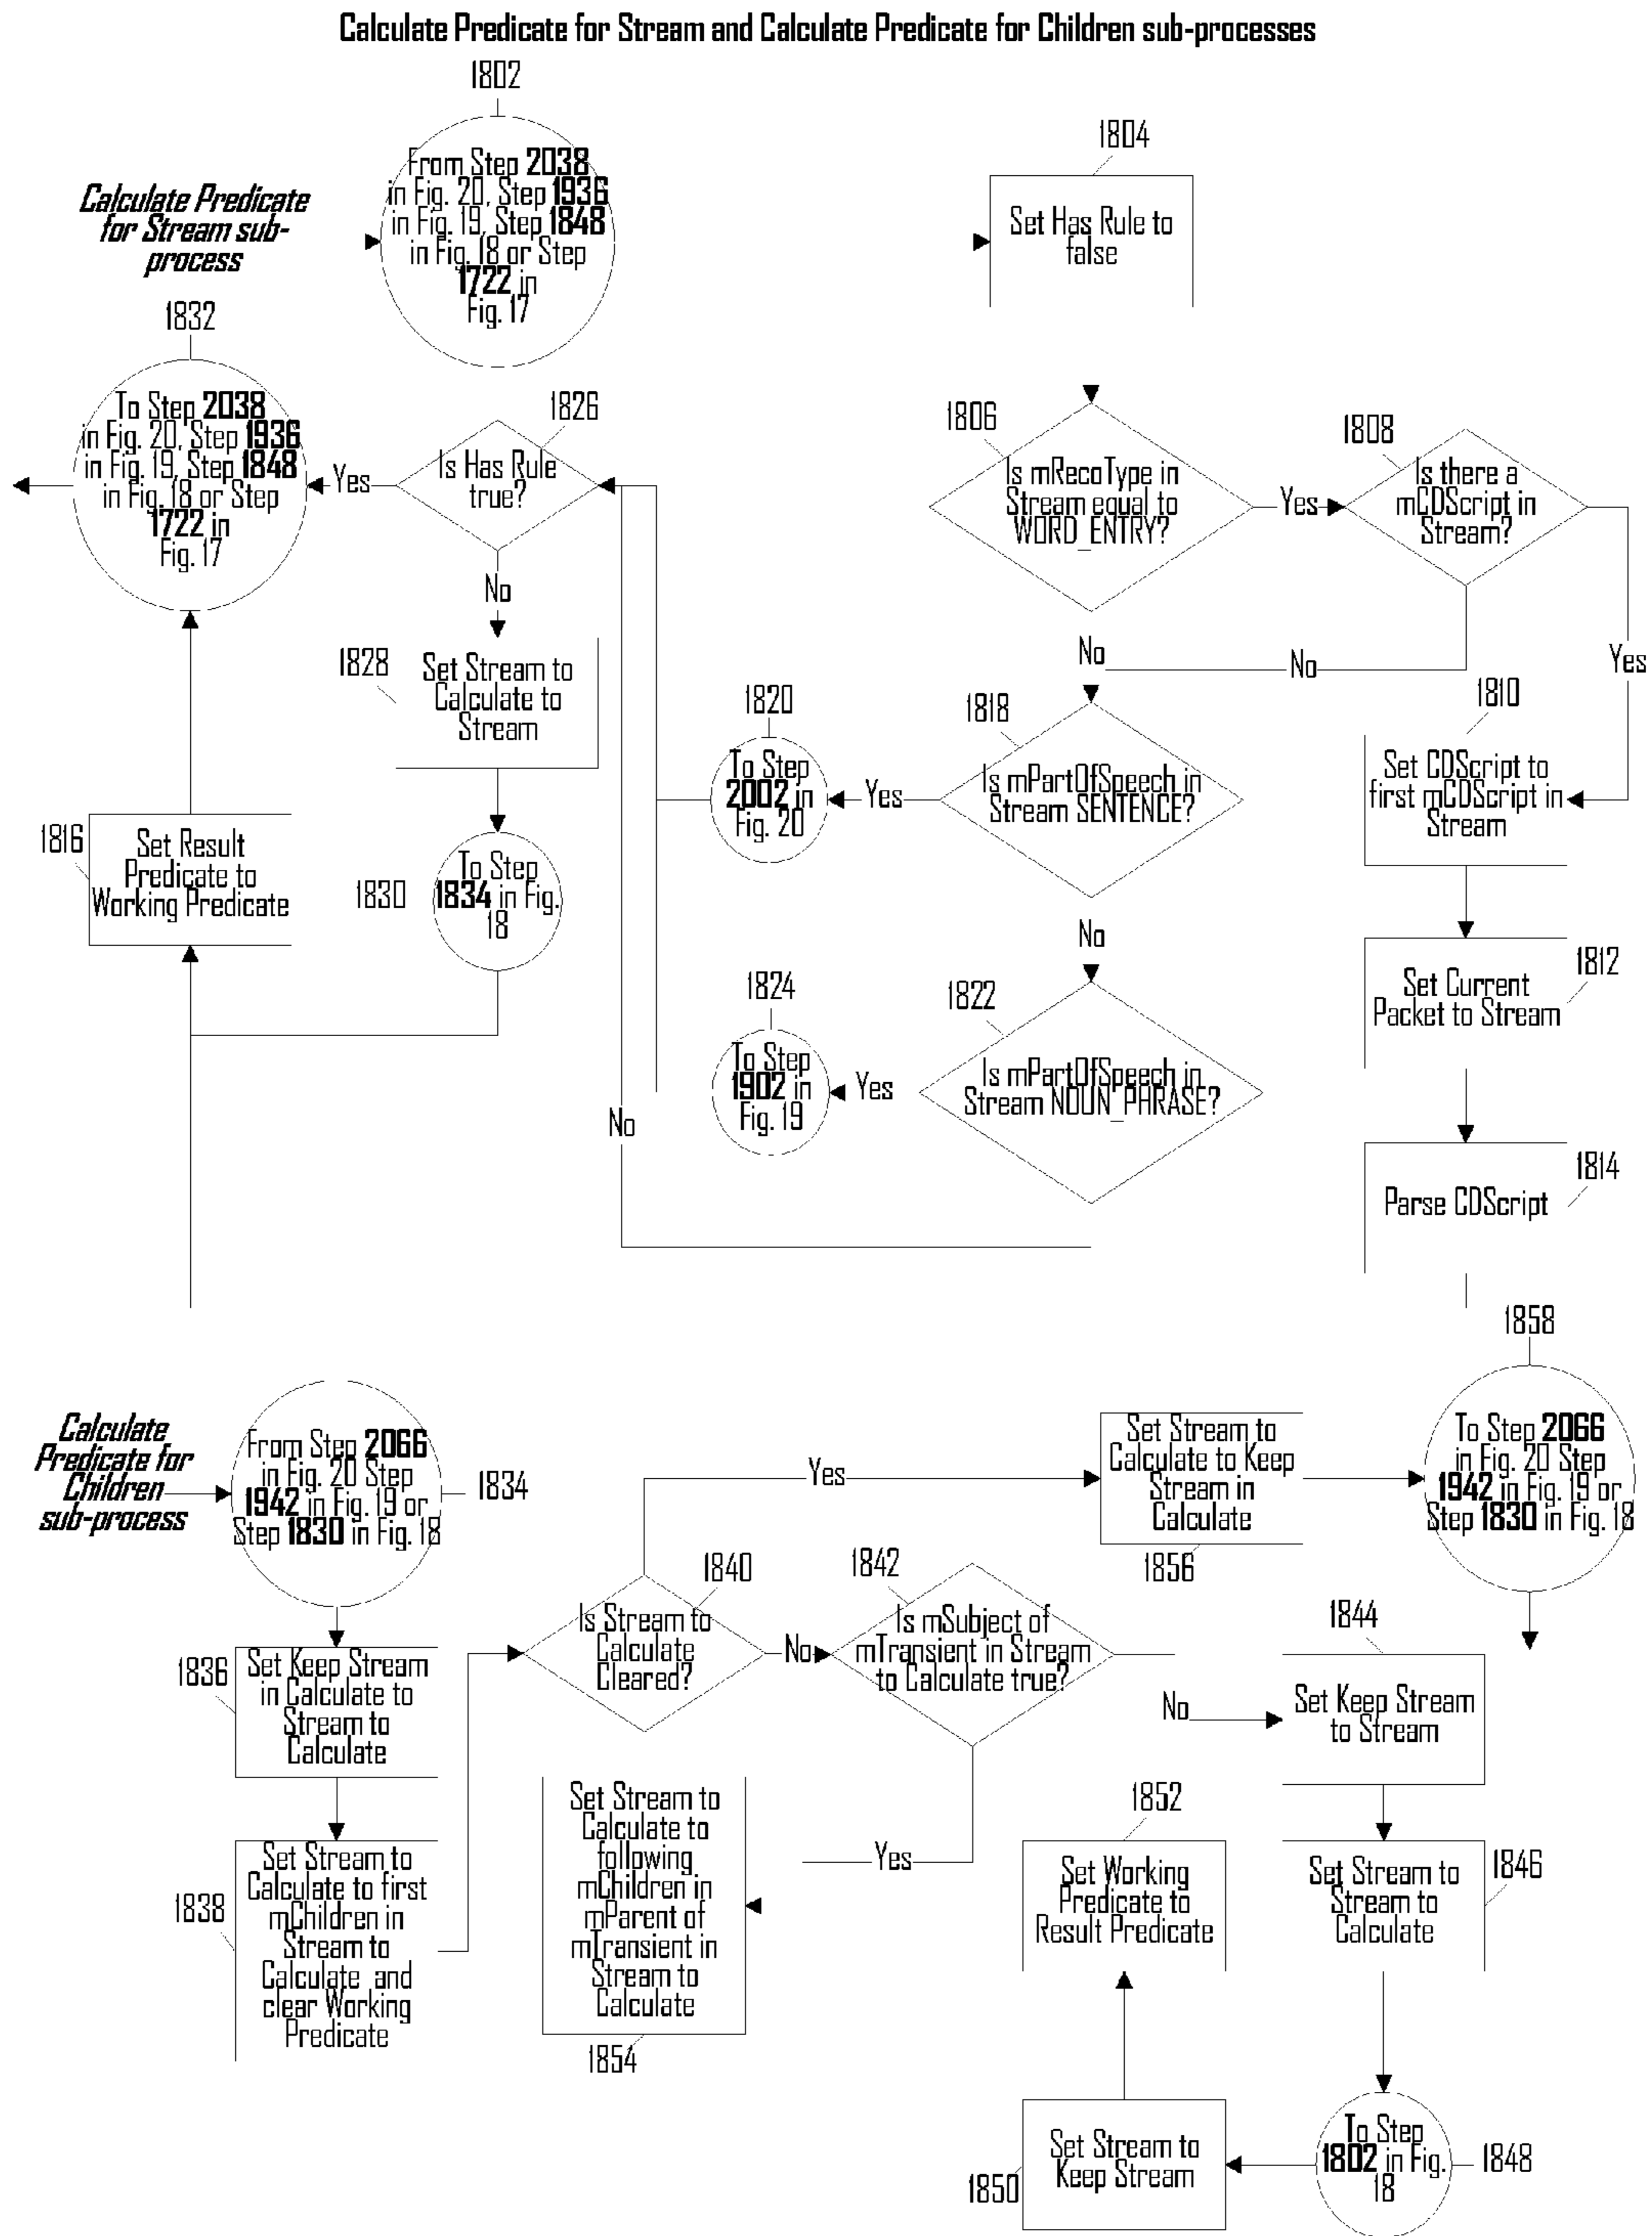 Calculate Predicate for Stream and Calculate Predicate for Children sub-processes
1802
From Step 2038
in Fig. 20, Step 1936
in Fig. 19, Step 1848
in Fig. 18 or Step
1722 in
Fig. 17
1804
Set Has Rule to
false
Calculate Predicate
for Stream sub-
process
1832
To Step 2038
in Fig. 20, Step 1936
in Fig. 19, Step 1848
in Fig. 18 or Step
1722 in
Fig. 17
Yes
1826
Is Has Rule
true?
No
1806
Is mRecoType in
Stream equal to
WORD_ENTRY?
Yes
1808
Is there a
mCDScript in
Stream?
No
No
Yes
1828
Set Stream to
Calculate to
Stream
1820
To Step
2002 in
Fig. 20
Yes
1818
Is mPartOfSpeech in
Stream SENTENCE?
1810
Set CDScript to
first mCDScript in
Stream
1816
Set Result
Predicate to
Working Predicate
1830
To Step
1834 in Fig.
18
No
1812
Set Current
Packet to Stream
1824
To Step
1902 in
Fig. 19
Yes
1822
Is mPartOfSpeech in
Stream NOUN_PHRASE?
No
1814
Parse CDScript
1858
To Step 2066
in Fig. 20 Step
1942 in Fig. 19 or
Step 1830 in Fig. 18
Calculate
Predicate for
Children
sub-process
From Step 2066
in Fig. 20 Step
1942 in Fig. 19 or
Step 1830 in Fig. 18
1834
Yes
Set Stream to
Calculate to Keep
Stream in
Calculate
1856
1836
Set Keep Stream
in Calculate to
Stream to
Calculate
1840
Is Stream to
Calculate
Cleared?
No
1842
Is mSubject of
mTransient in Stream
to Calculate true?
No
1844
Set Keep Stream
to Stream
1838
Set Stream to
Calculate to first
mChildren in
Stream to
Calculate and
clear Working
Predicate
Set Stream to
Calculate to
following
mChildren in
mParent of
mTransient in
Stream to
Calculate
1854
Yes
1852
Set Working
Predicate to
Result Predicate
1846
Set Stream to
Stream to
Calculate
1850
Set Stream to
Keep Stream
To Step
1802 in Fig.
18
1848